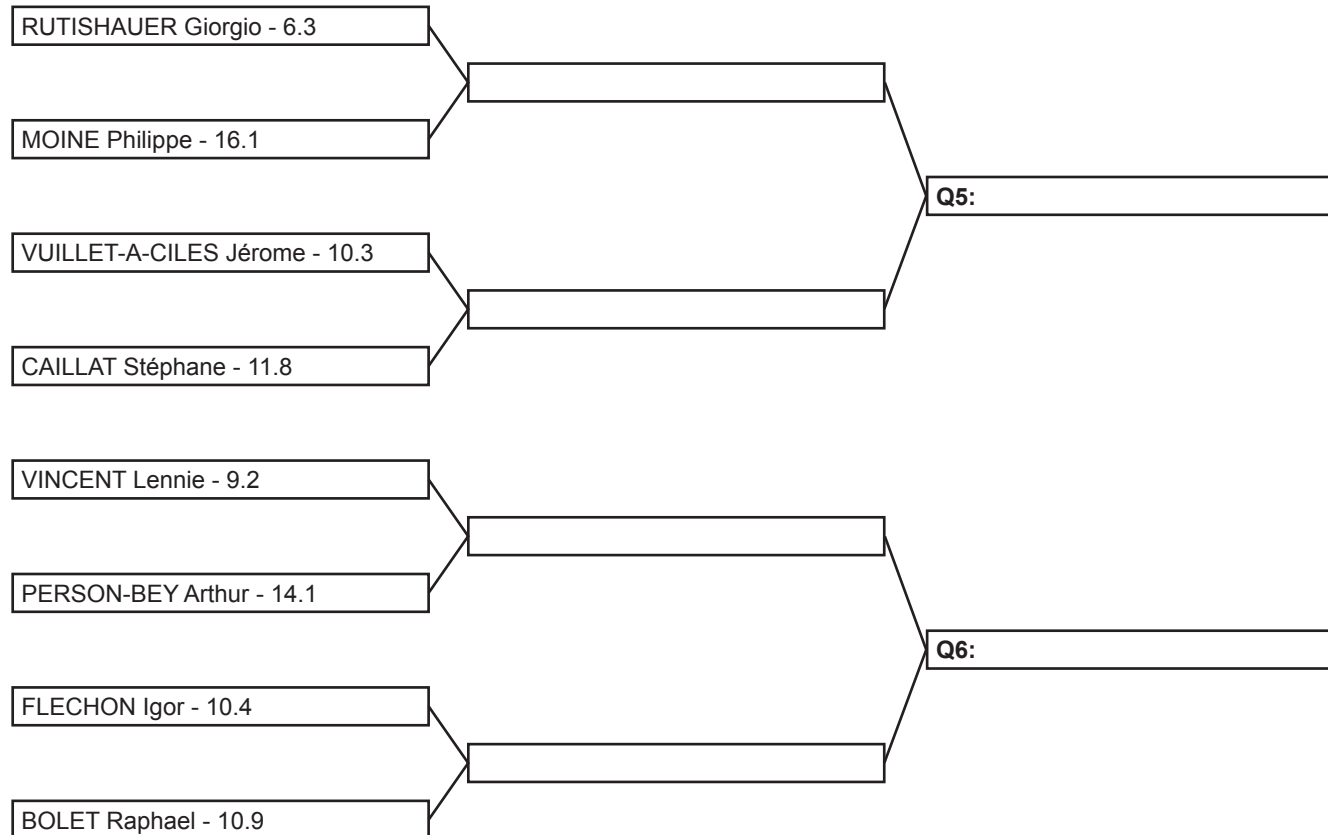 RUTISHAUER Giorgio - 6.3
MOINE Philippe - 16.1
Q5:
VUILLET-A-CILES Jérome - 10.3
CAILLAT Stéphane - 11.8
VINCENT Lennie - 9.2
PERSON-BEY Arthur - 14.1
Q6:
FLECHON Igor - 10.4
BOLET Raphael - 10.9